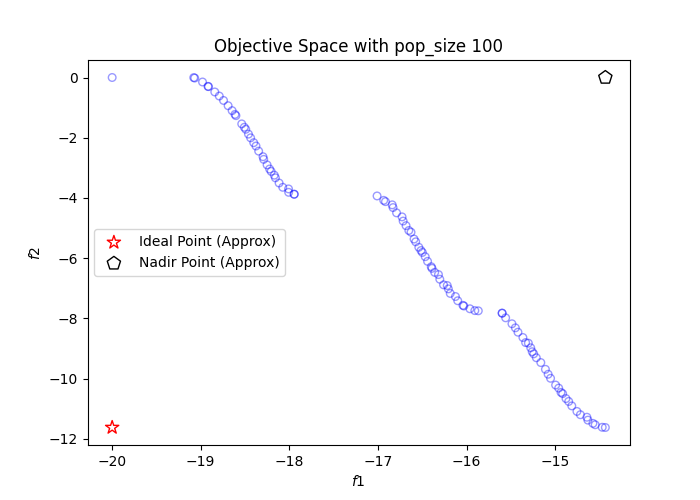 Objective Space with pop_size 100
0
−2
−4
−6
−8
−10
−12
f2
Ideal Point (Approx)
Nadir Point (Approx)
−20
−19
−18
−17
−16
−15
f1